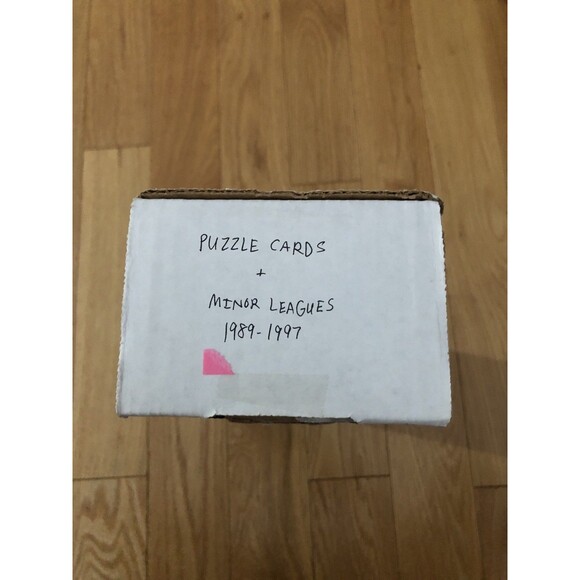 PUZZLE CARDS
+
MINOR LEAGUES
1989-1997